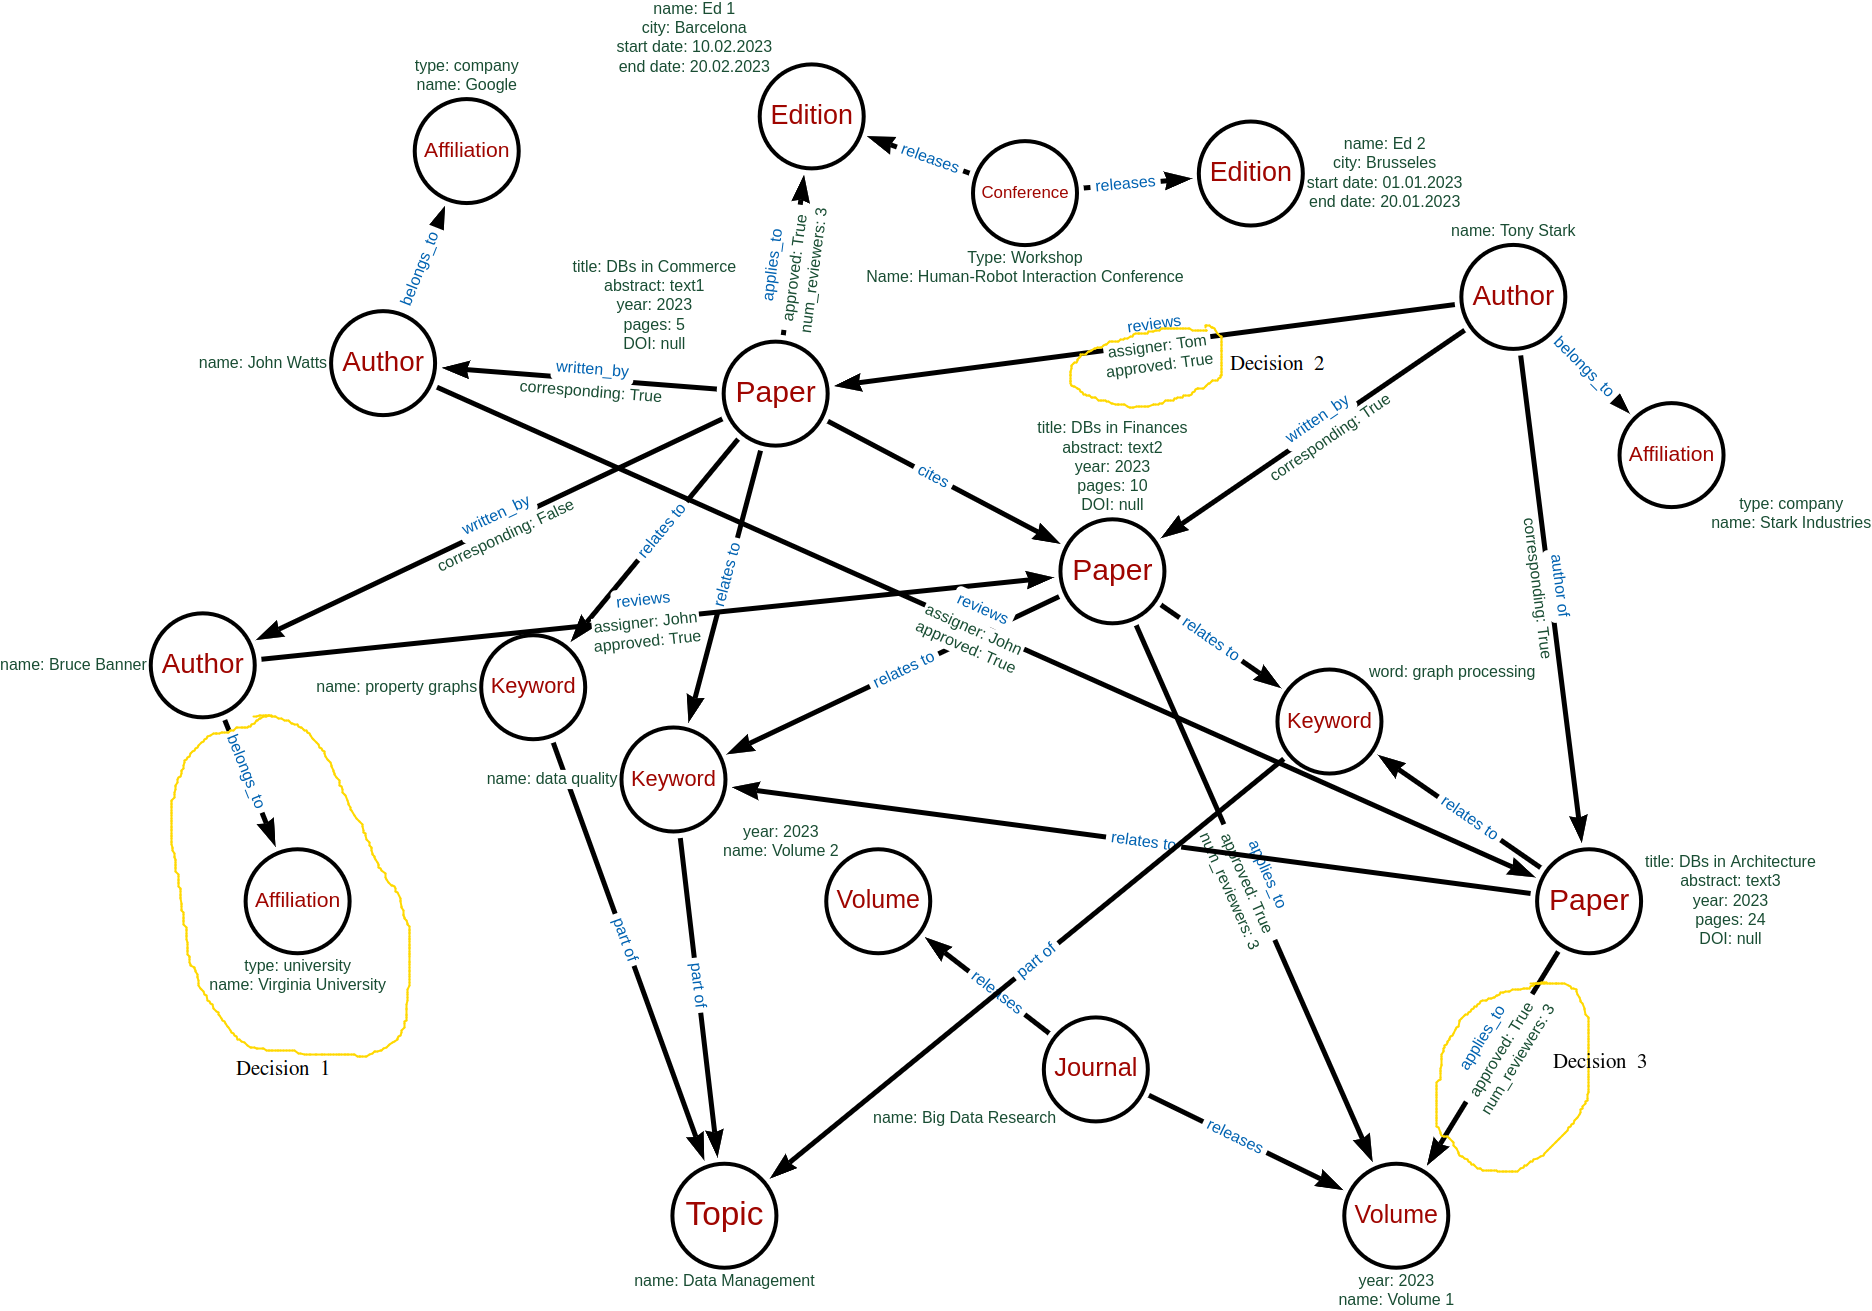 name: Ed 1
city: Barcelona
start date: 10.02.2023
end date: 20.02.2023
Edition
type: company
name: Google
Affiliation
releases
Conference
releases
Edition
name: Ed 2
city: Brusseles
start date: 01.01.2023
end date: 20.01.2023
Type: Workshop
Name: Human-Robot Interaction Conference
name: Tony Stark
Author
belongs_to
applies_to
approved: True
num_reviewers: 3
title: DBs in Commerce
abstract: text1
year: 2023
pages: 5
DOI: null
name: John Watts
Author
written_by
corresponding: True
Paper
reviews
assigner: Tom
approved: True
Decision 2
belongs_to
Affiliation
type: company
name: Stark Industries
written_by
corresponding: True
title: DBs in Finances
abstract: text2
year: 2023
pages: 10
DOI: null
cites
written_by
corresponding: False
relates to
relates to
Paper
author of
corresponding: True
reviews
assigner: John
approved: True
reviews
assigner: John
approved: True
relates to
relates to
name: Bruce Banner
Author
name: property graphs
Keyword
word: graph processing
Keyword
belongs_to
name: data quality
Keyword
relates to
relates to
Affiliation
type: university
name: Virginia University
Decision 1
year: 2023
name: Volume 2
Volume
applies_to
approved: True
num_reviewers: 3
Paper
title: DBs in Architecture
abstract: text3
year: 2023
pages: 24
DOI: null
part of
part of
part of
releases
applies_to
approved: True
num_reviewers: 3
Decision 3
Journal
name: Big Data Research
releases
Topic
name: Data Management
Volume
year: 2023
name: Volume 1